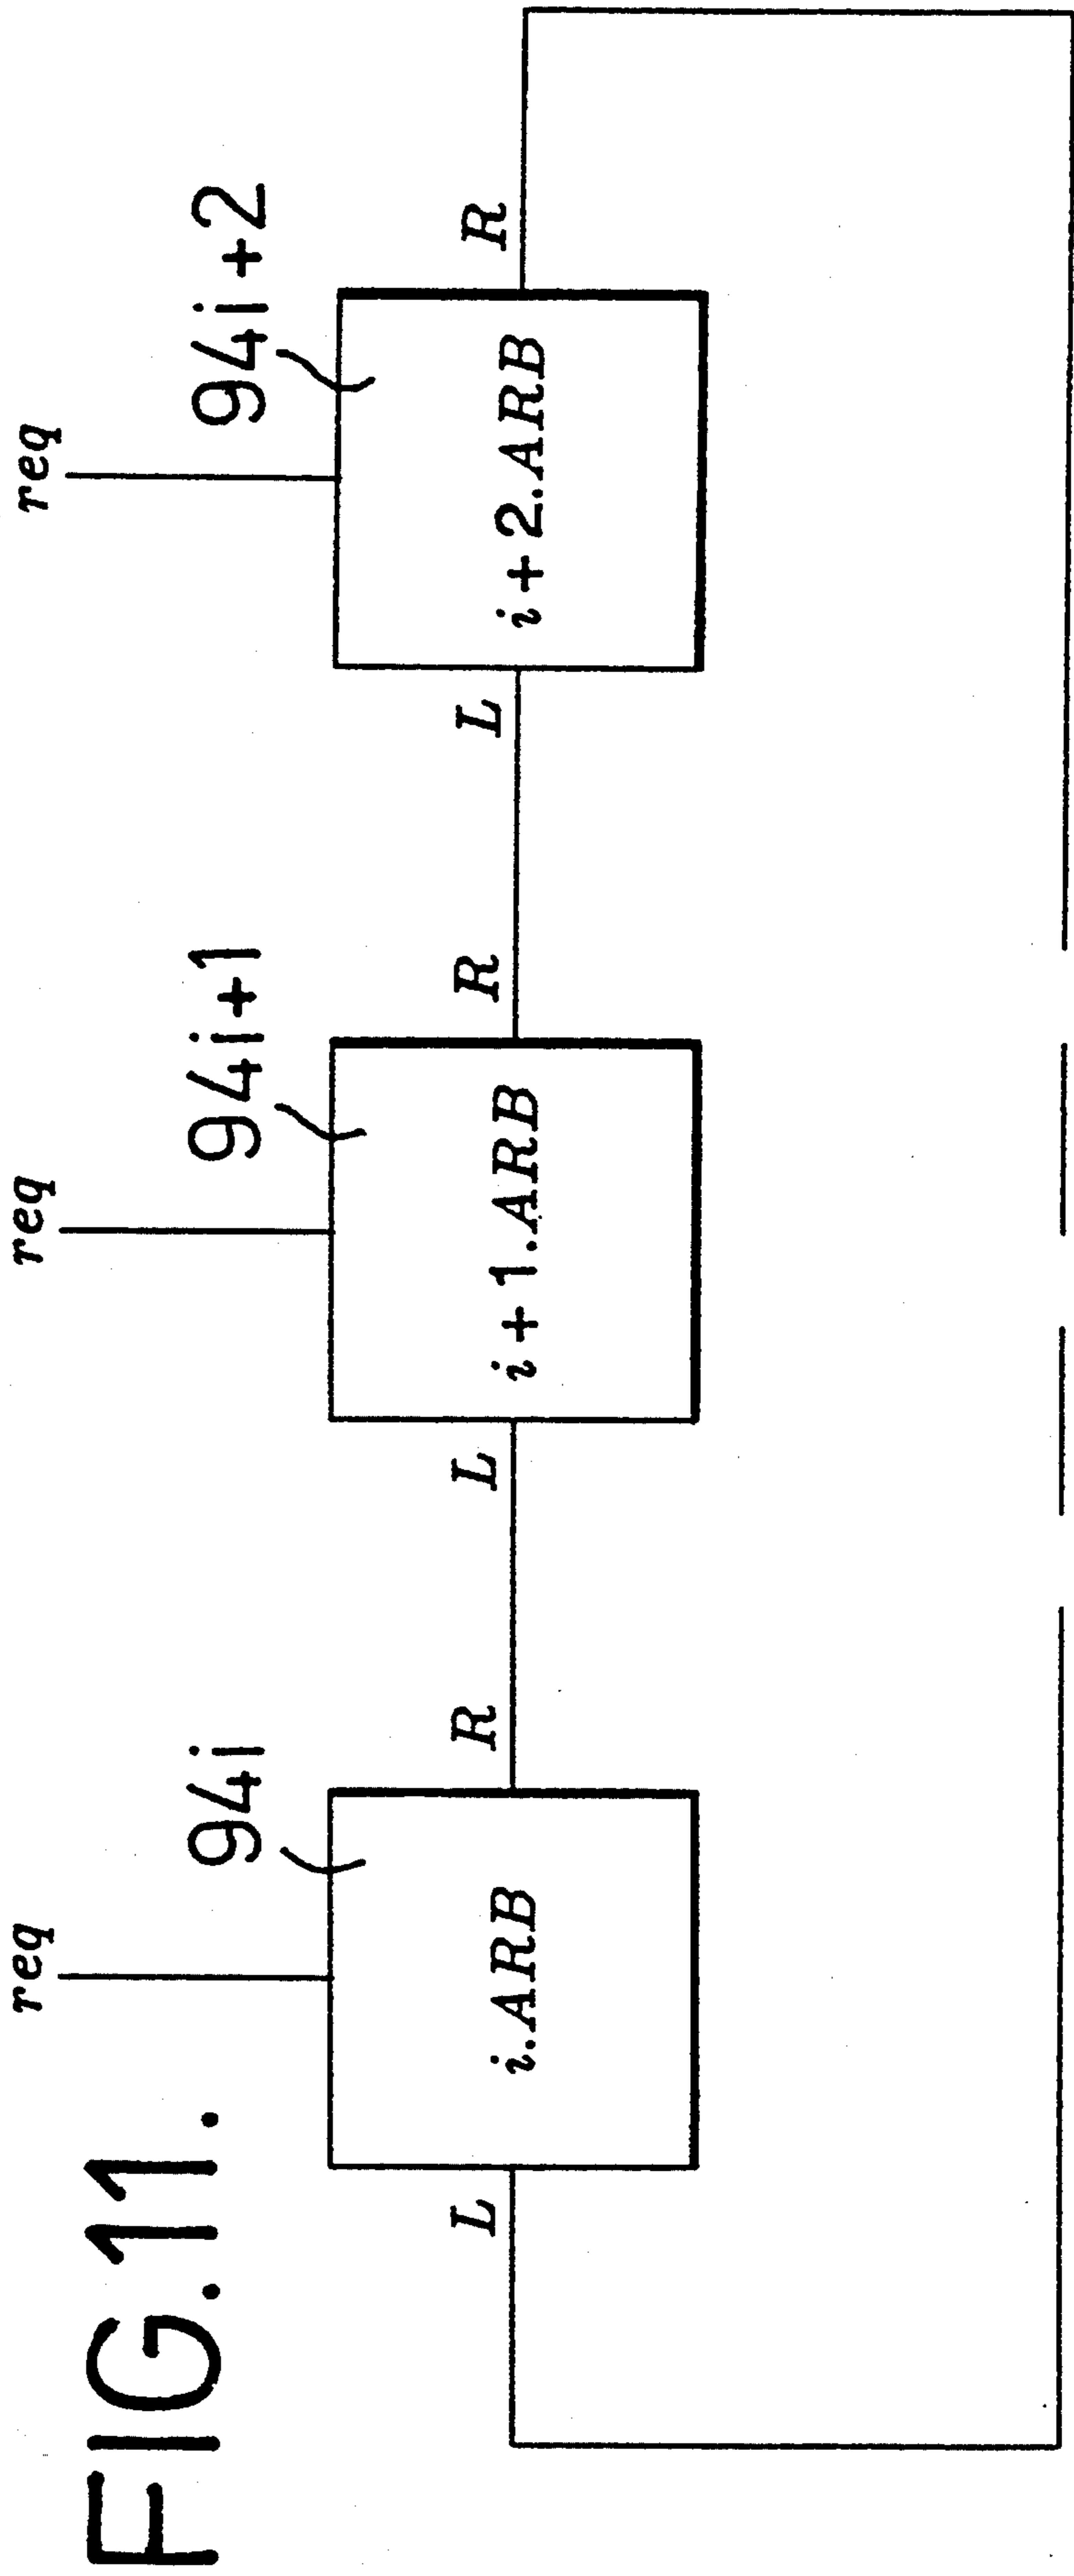 FIG.11.
req
req
req
94i
94i+1
94i+2
L
R
L
R
L
R
i.ARB
i+1.ARB
i+2.ARB